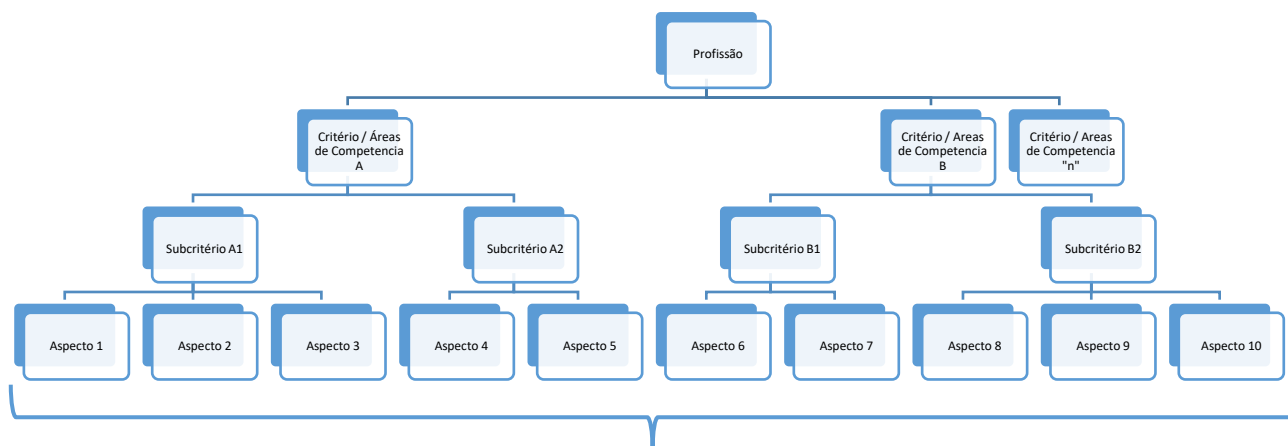 Profissão
Critério / Áreas
de Competencia
A
Critério / Areas
de Competencia
B
Critério / Areas
de Competencia
"n"
Subcritério A1
Subcritério A2
Subcritério B1
Subcritério B2
Aspecto 1
Aspecto 2
Aspecto 3
Aspecto 4
Aspecto 5
Aspecto 6
Aspecto 7
Aspecto 8
Aspecto 9
Aspecto 10